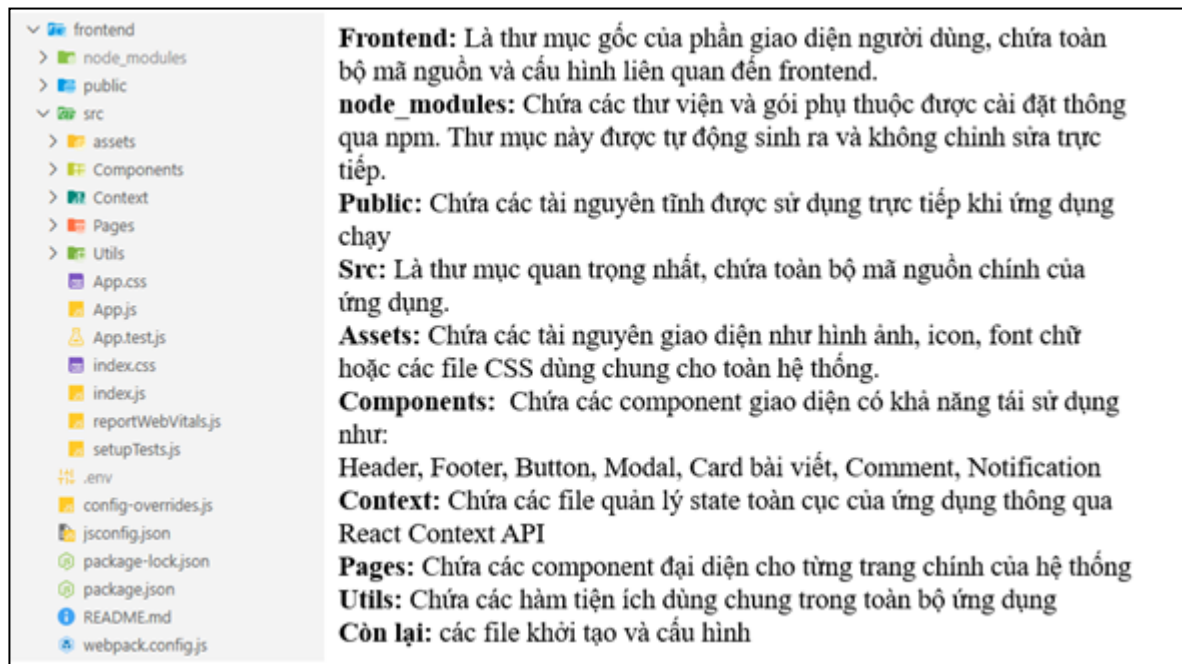 frontend
node_modules
public
src
assets
Components
Context
Pages
Utils
App.css
App.js
App.test.js
index.css
index.js
reportWebVitals.js
setupTests.js
.env
config-overrides.js
jsconfig.json
package-lock.json
package.json
README.md
webpack.config.js
Frontend: Là thư mục gốc của phần giao diện người dùng, chứa toàn
bộ mã nguồn và cấu hình liên quan đến frontend.
node_modules: Chứa các thư viện và gói phụ thuộc được cài đặt thông
qua npm. Thư mục này được tự động sinh ra và không chỉnh sửa trực
tiếp.
Public: Chứa các tài nguyên tĩnh được sử dụng trực tiếp khi ứng dụng
chạy
Src: Là thư mục quan trọng nhất, chứa toàn bộ mã nguồn chính của
ứng dụng.
Assets: Chứa các tài nguyên giao diện như hình ảnh, icon, font chữ
hoặc các file CSS dùng chung cho toàn hệ thống.
Components: Chứa các component giao diện có khả năng tái sử dụng
như:
Header, Footer, Button, Modal, Card bài viết, Comment, Notification
Context: Chứa các file quản lý state toàn cục của ứng dụng thông qua
React Context API
Pages: Chứa các component đại diện cho từng trang chính của hệ thống
Utils: Chứa các hàm tiện ích dùng chung trong toàn bộ ứng dụng
Còn lại: các file khởi tạo và cấu hình